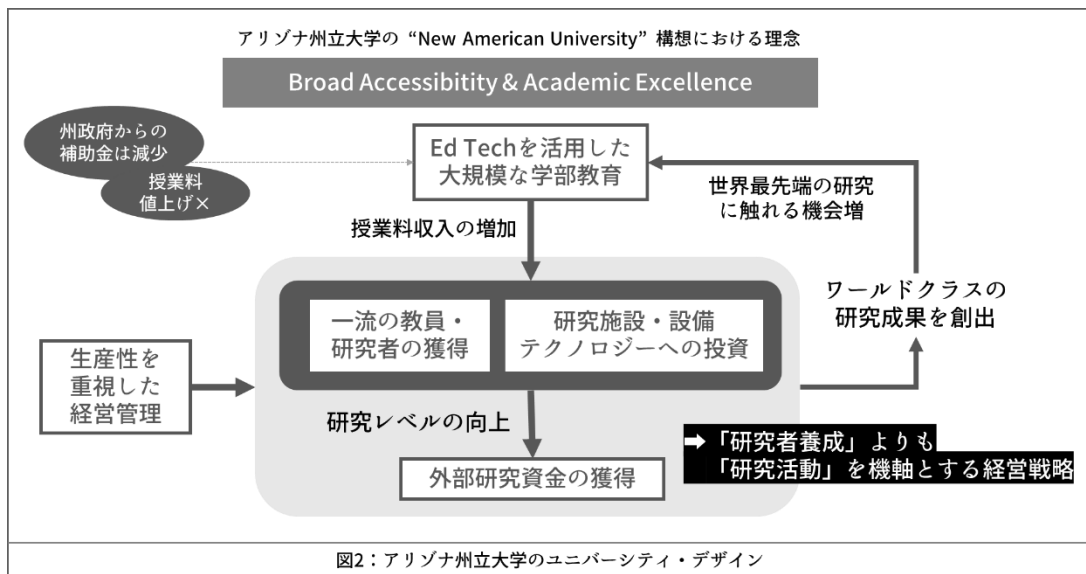 アリゾナ州立大学の “New American University” 構想における理念
Broad Accessibitity & Academic Excellence
州政府からの
補助金は減少
授業料
値上げ×
Ed Techを活用した
大規模な学部教育
世界最先端の研究
に触れる機会増
授業料収入の増加
一流の教員・
研究者の獲得
研究施設・設備
テクノロジーへの投資
ワールドクラスの
研究成果を創出
生産性を
重視した
経営管理
研究レベルの向上
外部研究資金の獲得
➡「研究者養成」よりも
「研究活動」を機軸とする経営戦略
図2：アリゾナ州立大学のユニバーシティ・デザイン